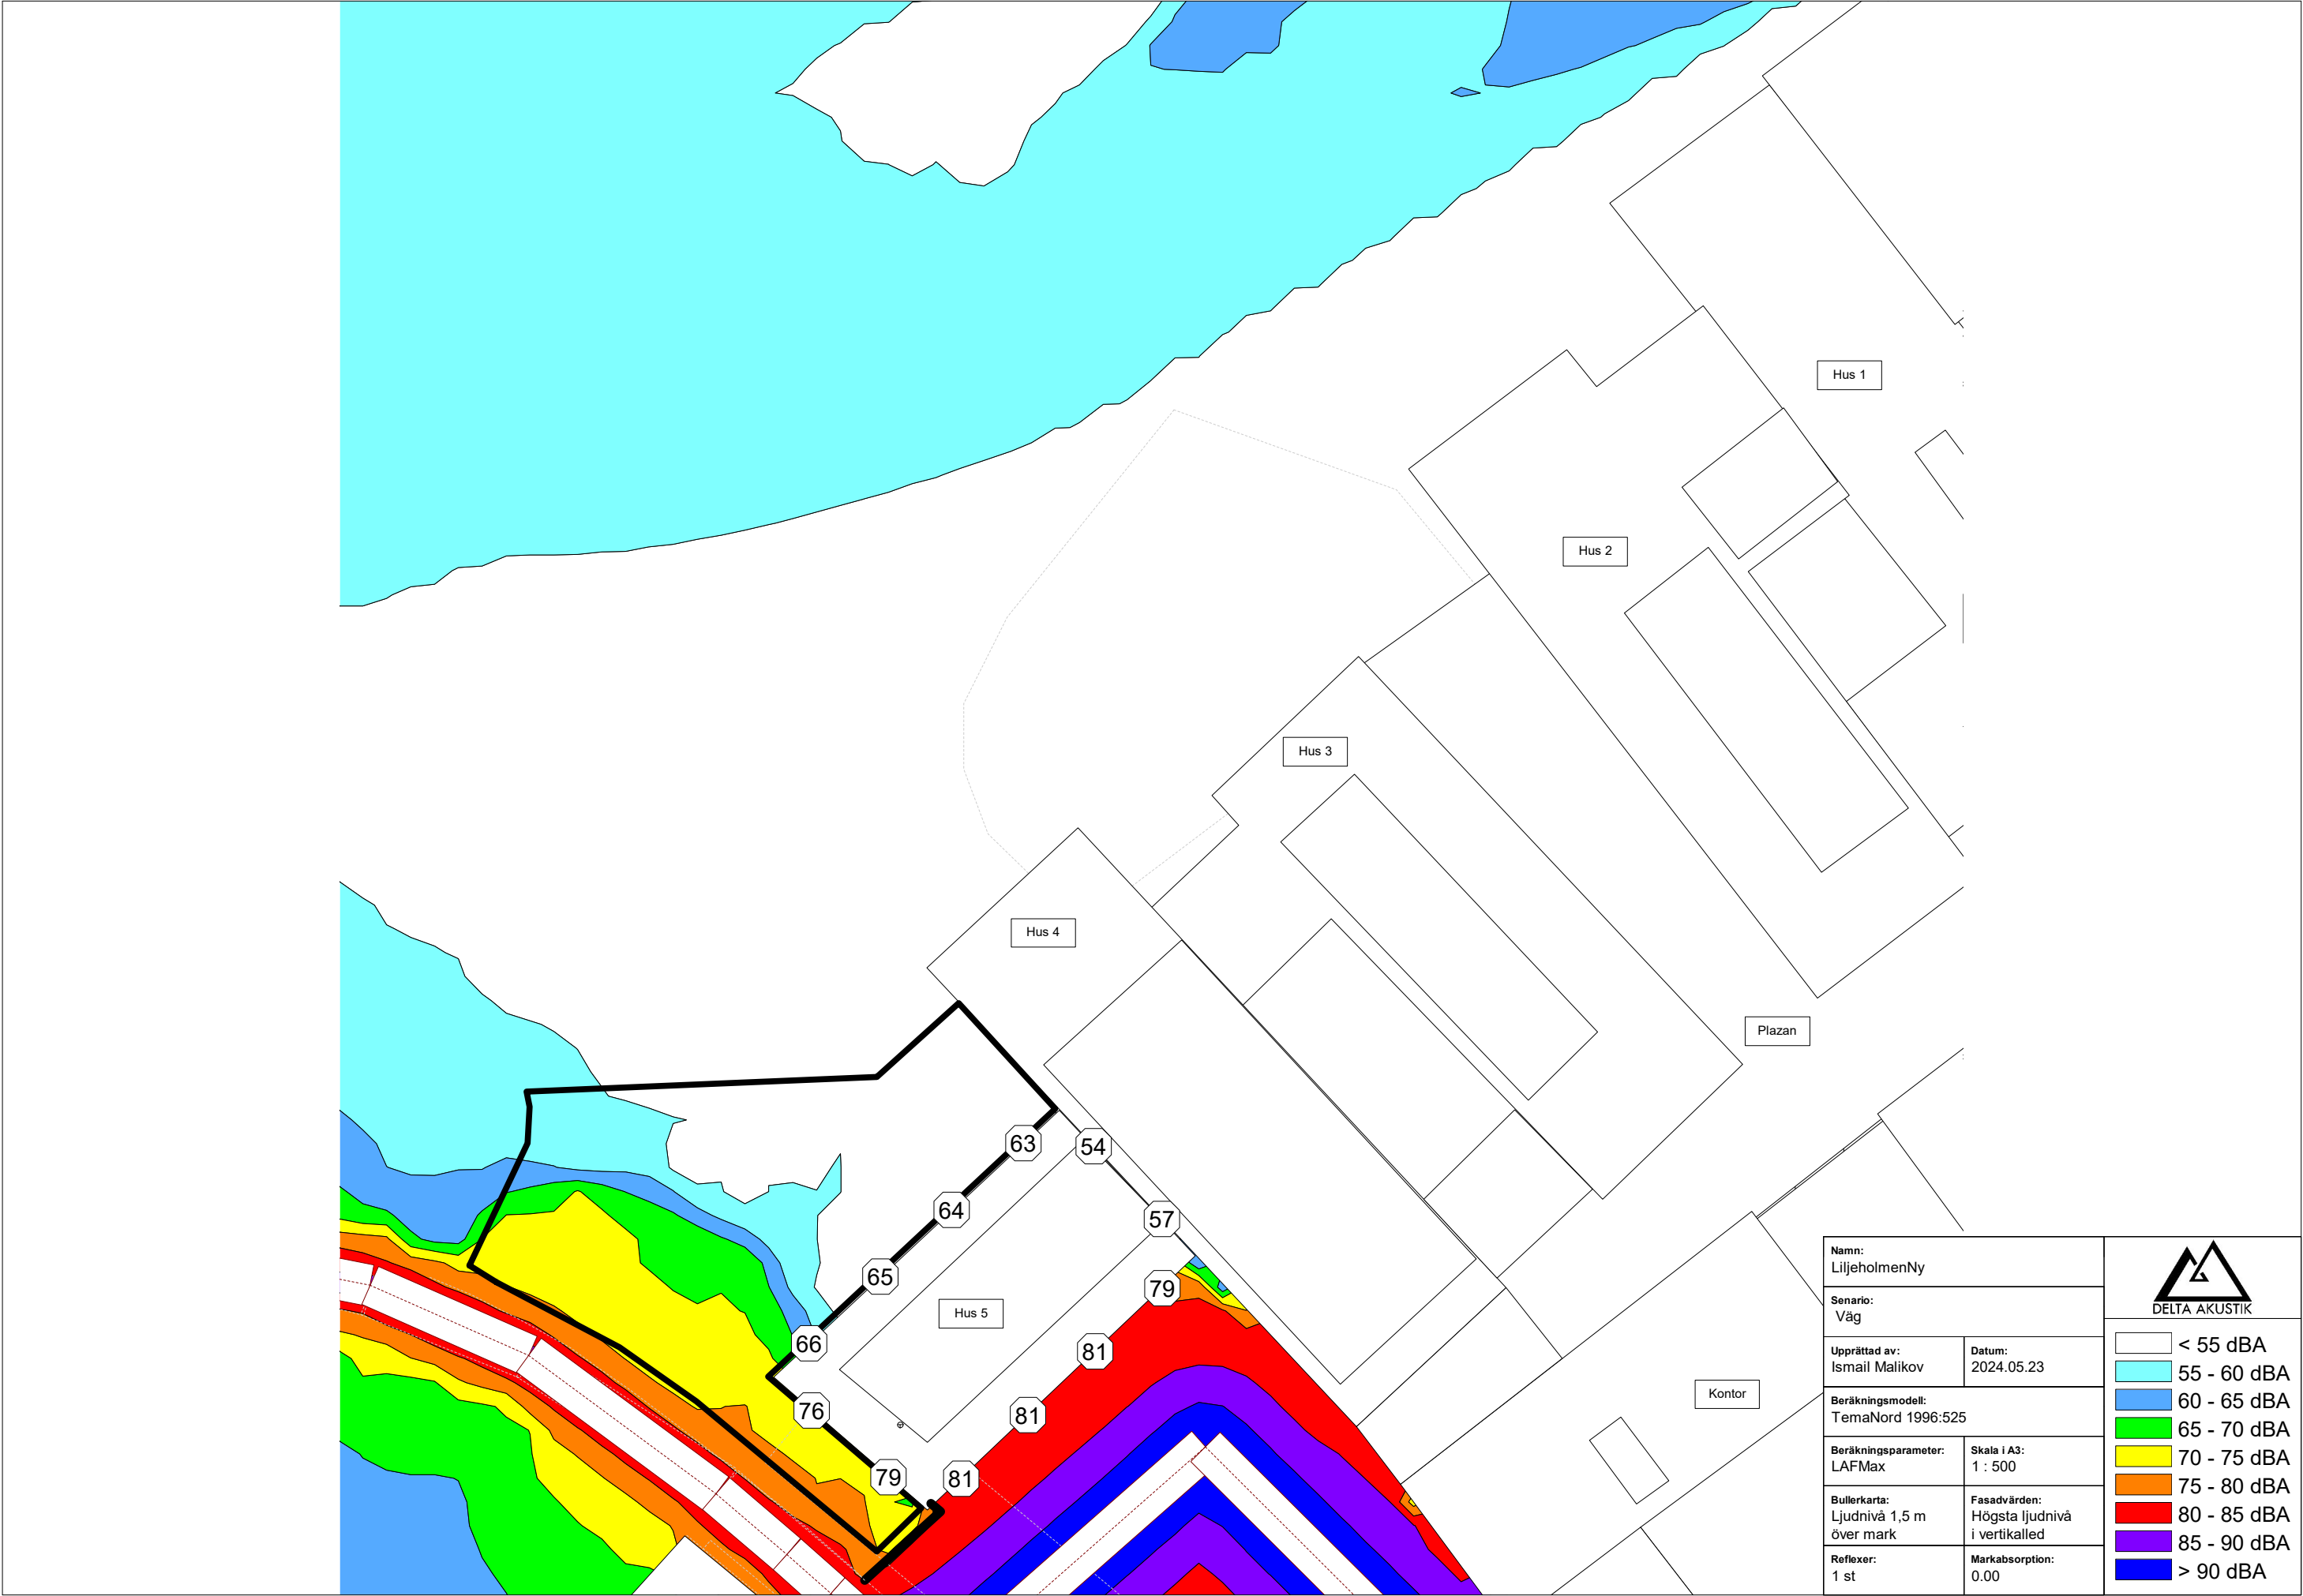 Hus 1
Hus 2
Hus 3
Hus 4
Plazan
63
54
64
57
65
79
Hus 5
66
81
Kontor
76
81
79
81
Namn:
LiljeholmenNy
Senario:
Väg
Upprättad av:
Ismail Malikov
Datum:
2024.05.23
Beräkningsmodell:
TemaNord 1996:525
Beräkningsparameter:
LAFMax
Skala i A3:
1 : 500
Bullerkarta:
Ljudnivå 1,5 m
över mark
Fasadvärden:
Högsta ljudnivå
i vertikalled
Reflexer:
1 st
Markabsorption:
0.00
DELTA AKUSTIK
< 55 dBA
55 - 60 dBA
60 - 65 dBA
65 - 70 dBA
70 - 75 dBA
75 - 80 dBA
80 - 85 dBA
85 - 90 dBA
> 90 dBA